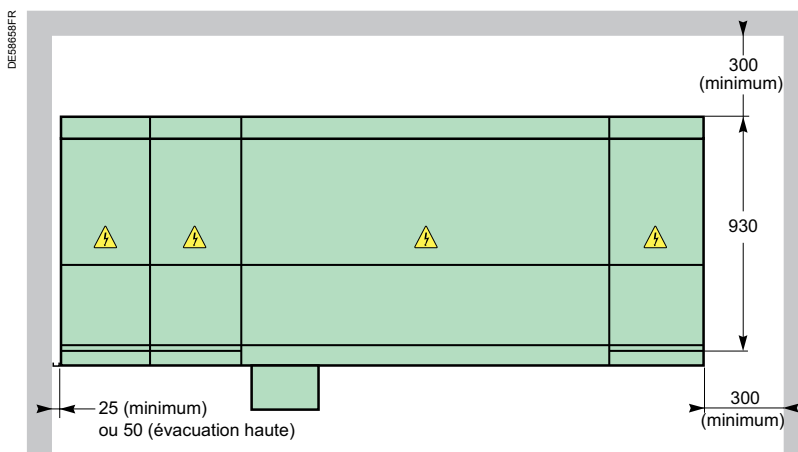 DE58658FR
300
(minimum)
930
25 (minimum)
ou 50 (évacuation haute)
300
(minimum)